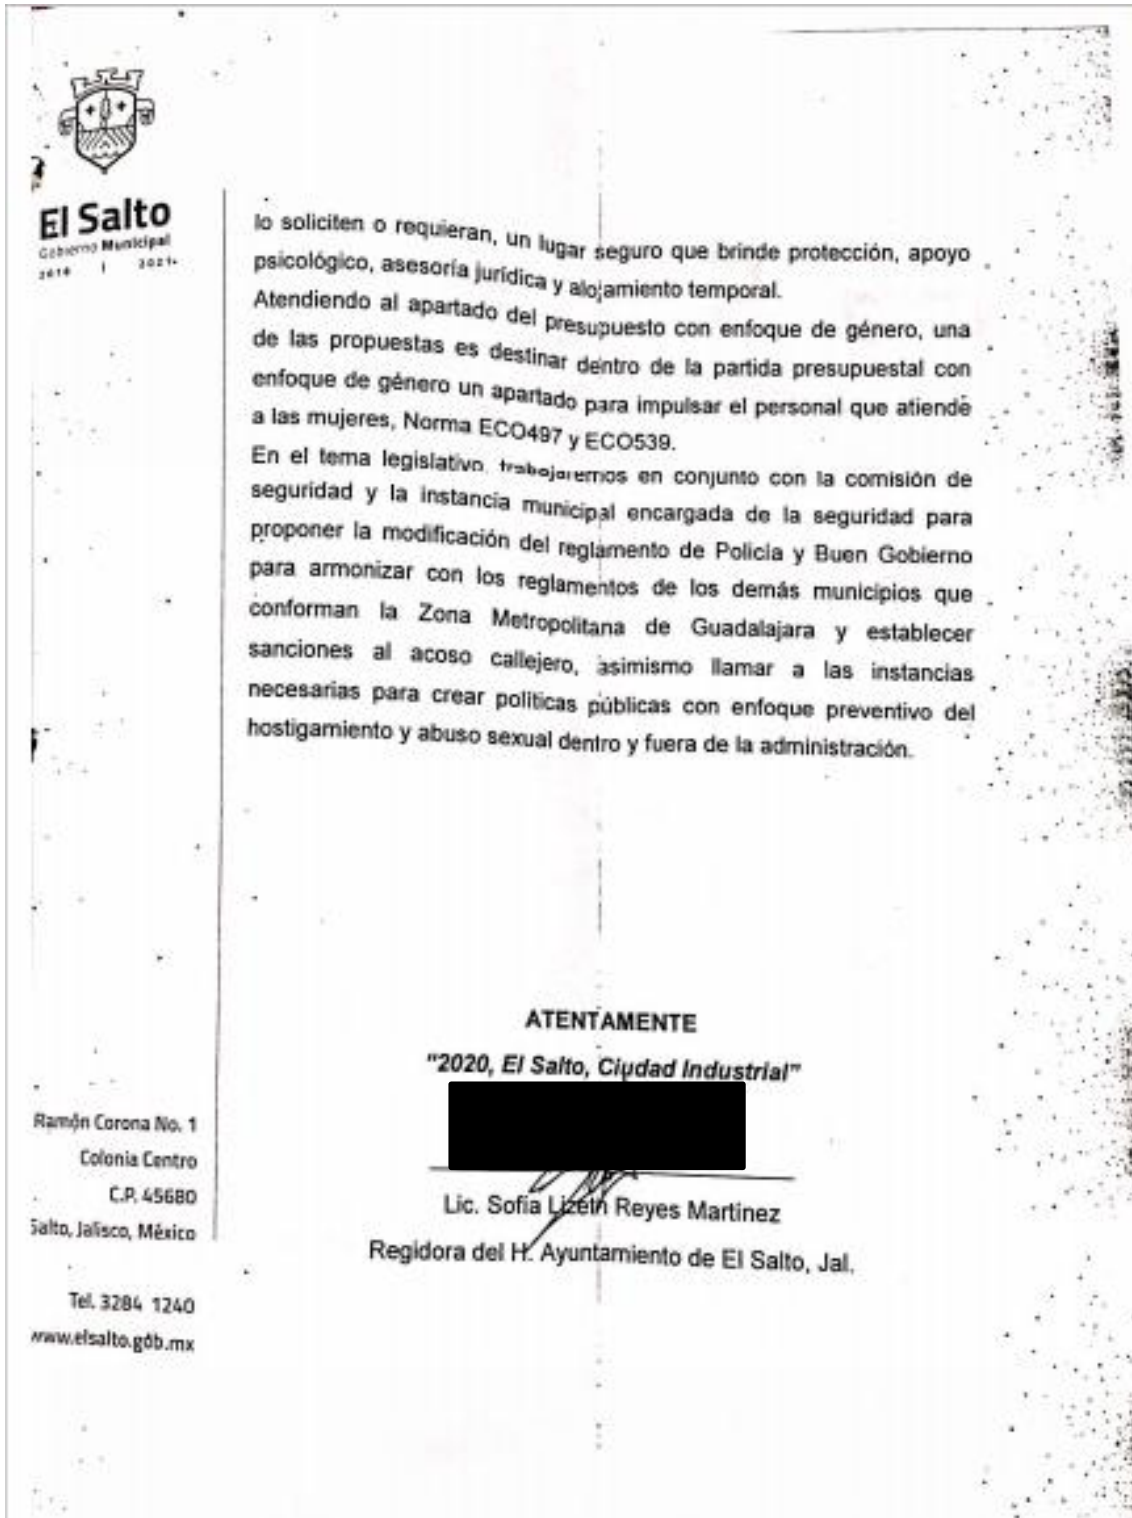 El Salto
Gobierno Municipal
2018 | 2021
lo soliciten o requieran, un lugar seguro que brinde protección, apoyo
psicológico, asesoría jurídica y alojamiento temporal.
Atendiendo al apartado del presupuesto con enfoque de género, una
de las propuestas es destinar dentro de la partida presupuestal con
enfoque de género un apartado para impulsar el personal que atiende
a las mujeres, Norma ECO497 y ECO539.
En el tema legislativo, trabajaremos en conjunto con la comisión de
seguridad y la instancia municipal encargada de la seguridad para
proponer la modificación del reglamento de Policía y Buen Gobierno
para armonizar con los reglamentos de los demás municipios que
conforman la Zona Metropolitana de Guadalajara y establecer
sanciones al acoso callejero, asimismo llamar a las instancias
necesarias para crear políticas públicas con enfoque preventivo del
hostigamiento y abuso sexual dentro y fuera de la administración.
ATENTAMENTE
"2020, El Salto, Ciudad Industrial"
Lic. Sofía Lizeth Reyes Martinez
Regidora del H. Ayuntamiento de El Salto, Jal.
Ramón Corona No. 1
Colonia Centro
C.P. 45680
Salto, Jalisco, México
Tel. 3284 1240
www.elsalto.gob.mx